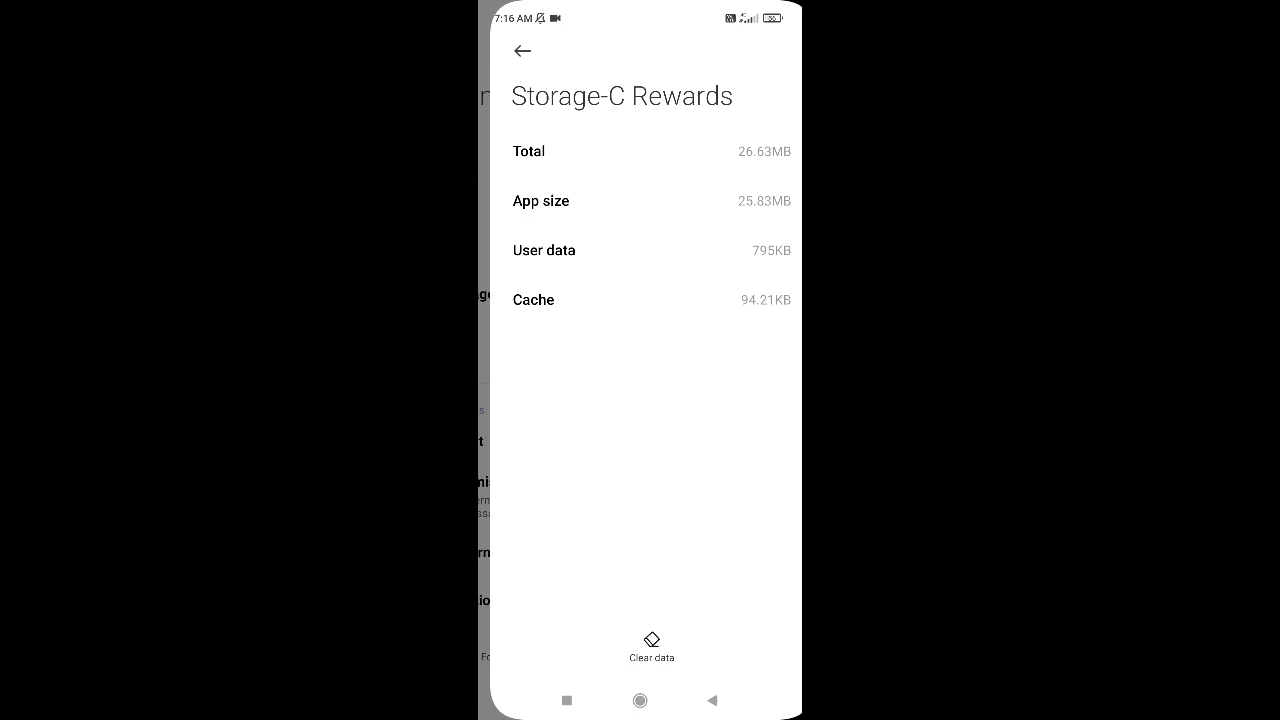 7:16 AM
Storage-C Rewards
Total 26.63MB
App size 25.83MB
User data 795KB
Cache 94.21KB
Clear data